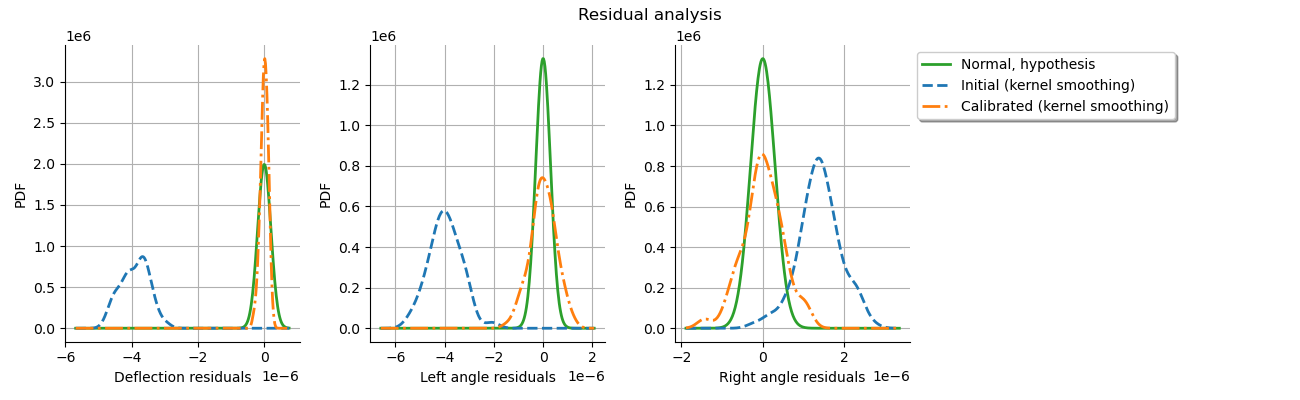 Residual analysis
1e6
3.0
2.5
2.0
1.5
1.0
0.5
0.0
PDF
−6 −4 −2 0
Deflection residuals 1e−6
1e6
1.2
1.0
0.8
0.6
0.4
0.2
0.0
PDF
−6 −4 −2 0 2
Left angle residuals 1e−6
1e6
1.2
1.0
0.8
0.6
0.4
0.2
0.0
PDF
−2 0 2
Right angle residuals 1e−6
Normal, hypothesis
Initial (kernel smoothing)
Calibrated (kernel smoothing)